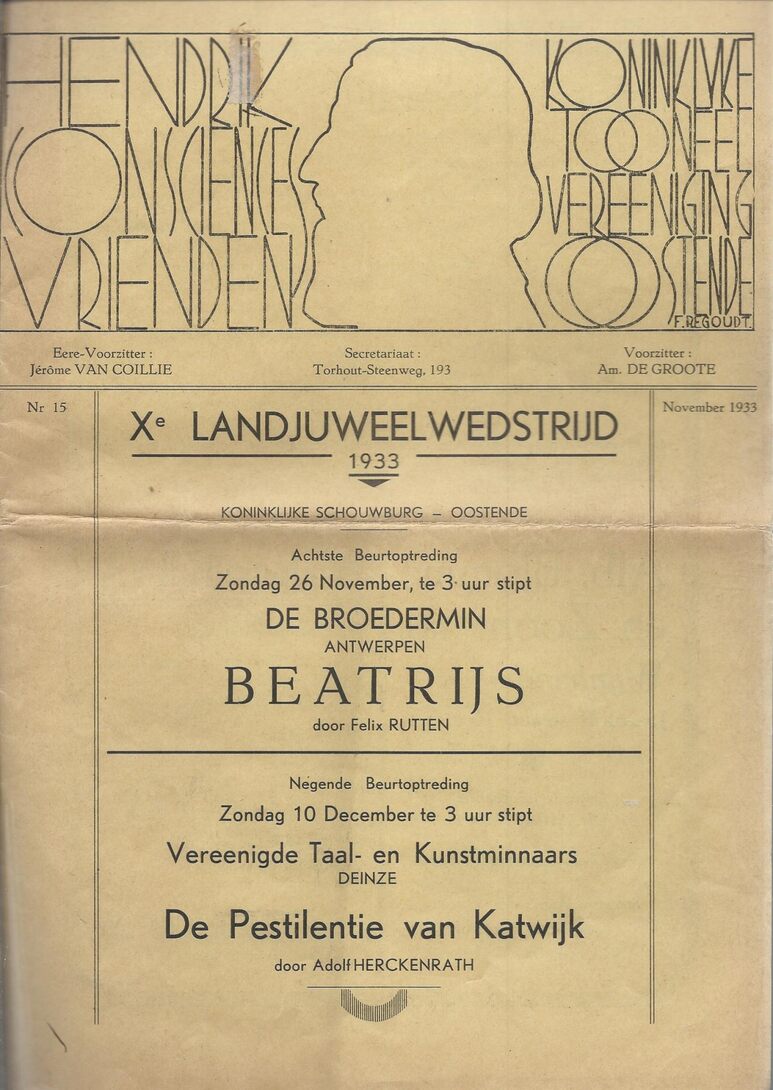 HENDRIK
CONSCIENCES
VRIENDEN
KONINKLYKE
TOONEEL
VEREENIGING
OOSTENDE
F. REGOUDT.
Eere-Voorzitter :
Jérôme VAN COILLIE
Secretariaat :
Torhout-Steenweg, 193
Voorzitter :
Am. DE GROOTE
Nr 15
November 1933
Xe LANDJUWEELWEDSTRIJD
1933
KONINKLIJKE SCHOUWBURG – OOSTENDE
Achtste Beurtoptreding
Zondag 26 November, te 3 uur stipt
DE BROEDERMIN
ANTWERPEN
BEATRIJS
door Felix RUTTEN
Negende Beurtoptreding
Zondag 10 December te 3 uur stipt
Vereenigde Taal- en Kunstminnaars
DEINZE
De Pestilentie van Katwijk
door Adolf HERCKENRATH